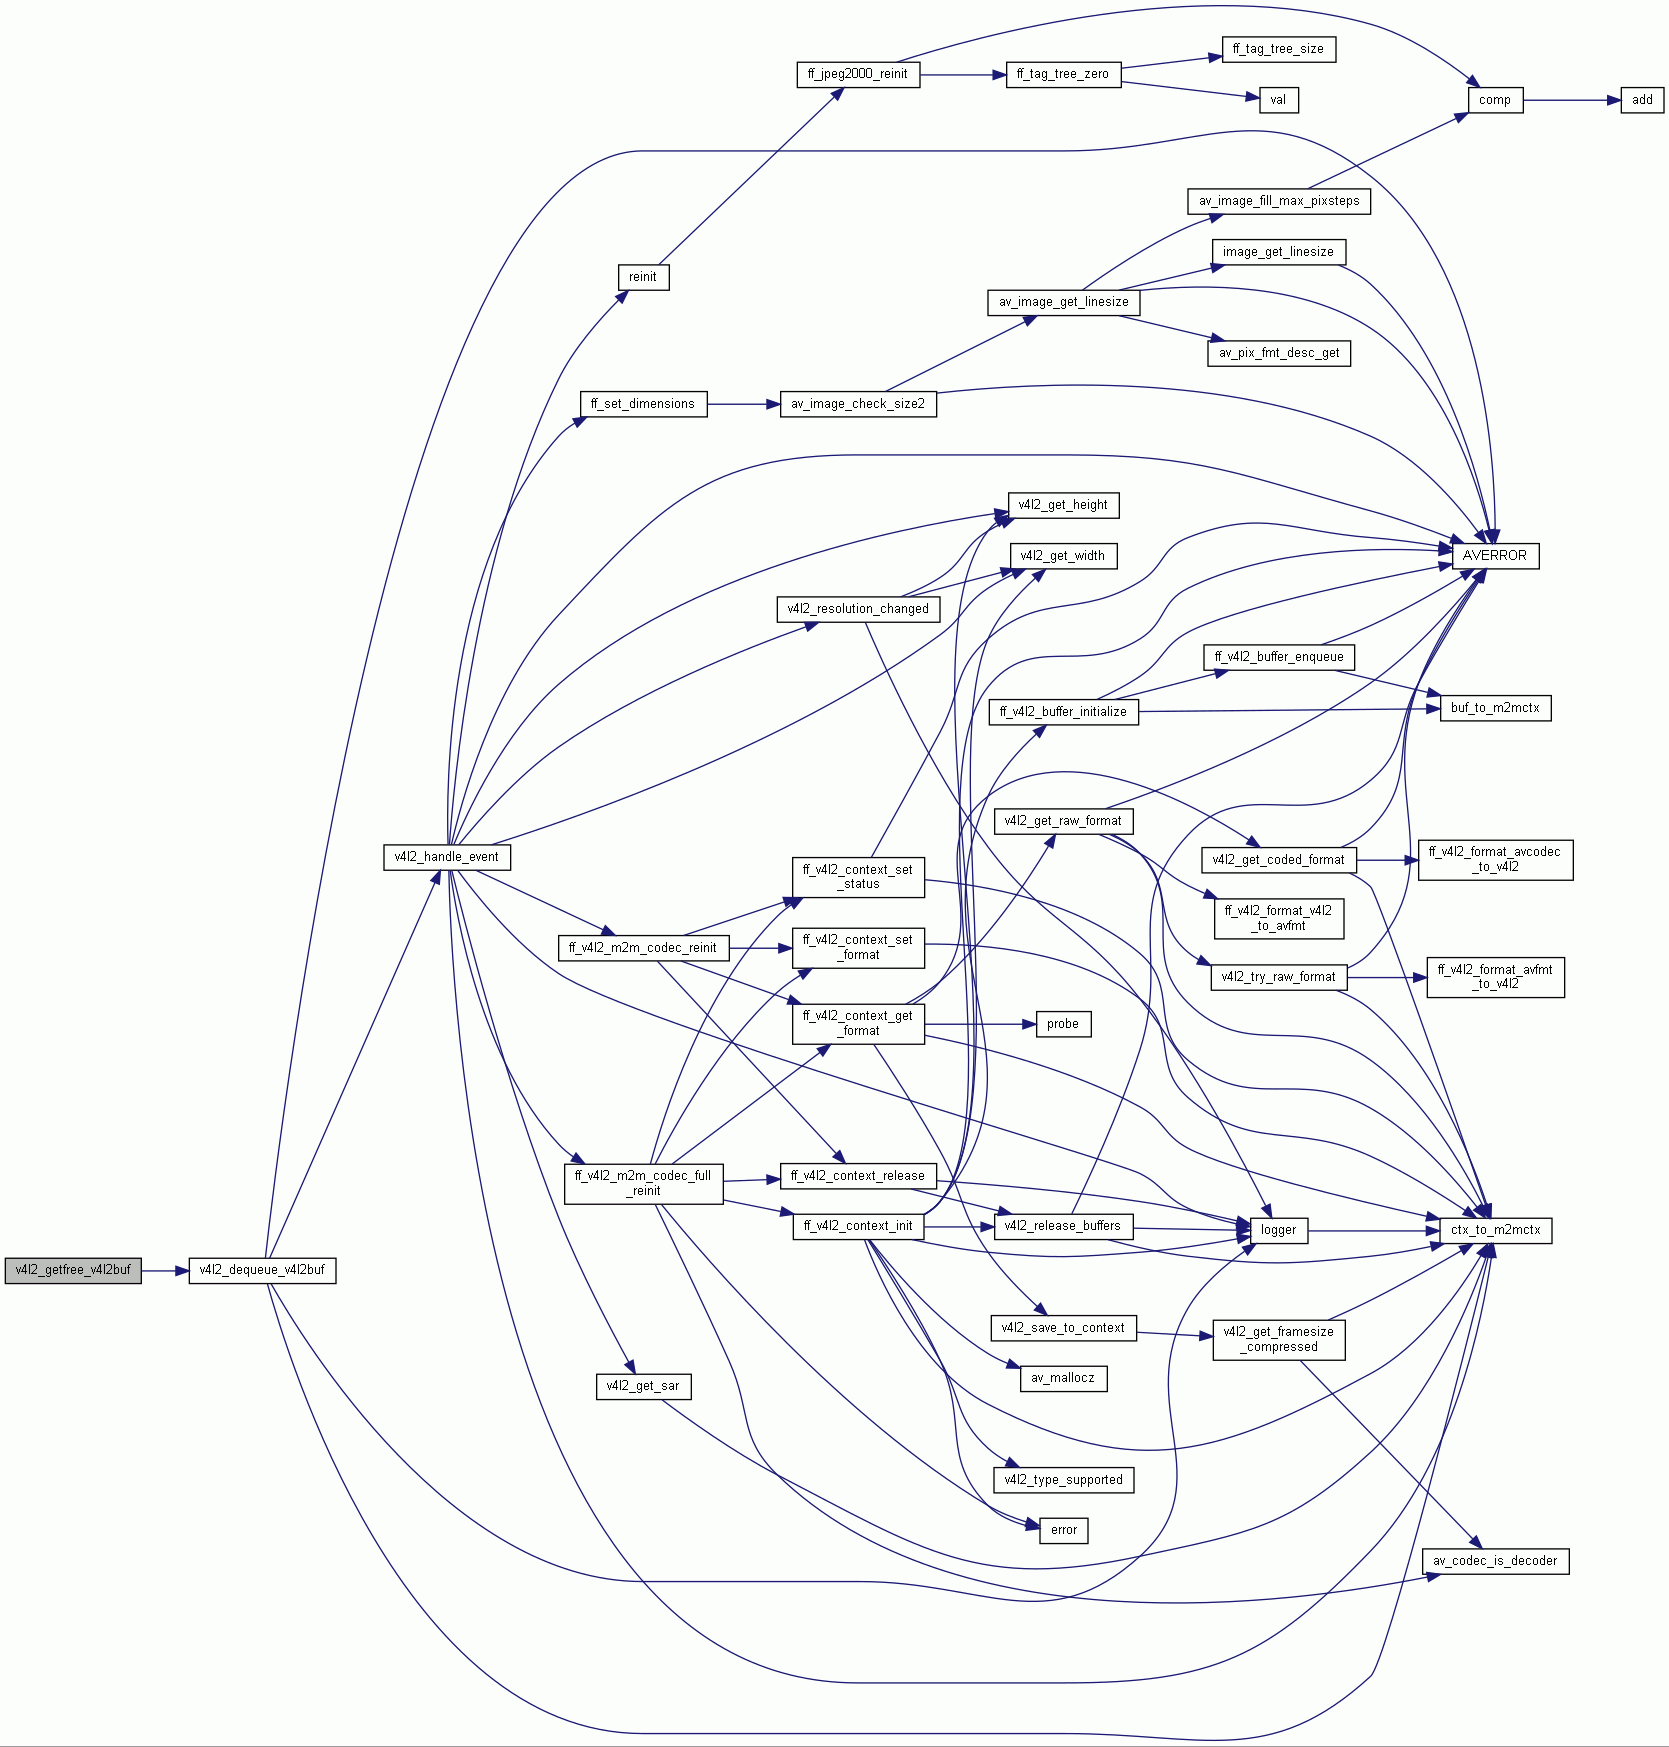 ff_tag_tree_size
ff_jpeg2000_reinit
ff_tag_tree_zero
val
comp
add
av_image_fill_max_pixsteps
image_get_linesize
reinit
av_image_get_linesize
av_pix_fmt_desc_get
ff_set_dimensions
av_image_check_size2
v4l2_get_height
v4l2_get_width
AVERROR
v4l2_resolution_changed
ff_v4l2_buffer_enqueue
ff_v4l2_buffer_initialize
buf_to_m2mctx
v4l2_get_raw_format
v4l2_handle_event
v4l2_get_coded_format
ff_v4l2_format_avcodec
_to_v4l2
ff_v4l2_context_set
_status
ff_v4l2_format_v4l2
_to_avfmt
ff_v4l2_m2m_codec_reinit
ff_v4l2_context_set
_format
v4l2_try_raw_format
ff_v4l2_format_avfmt
_to_v4l2
ff_v4l2_context_get
_format
probe
ff_v4l2_m2m_codec_full
_reinit
ff_v4l2_context_release
ff_v4l2_context_init
v4l2_release_buffers
logger
ctx_to_m2mctx
v4l2_getfree_v4l2buf
v4l2_dequeue_v4l2buf
v4l2_save_to_context
v4l2_get_framesize
_compressed
v4l2_get_sar
av_mallocz
v4l2_type_supported
error
av_codec_is_decoder